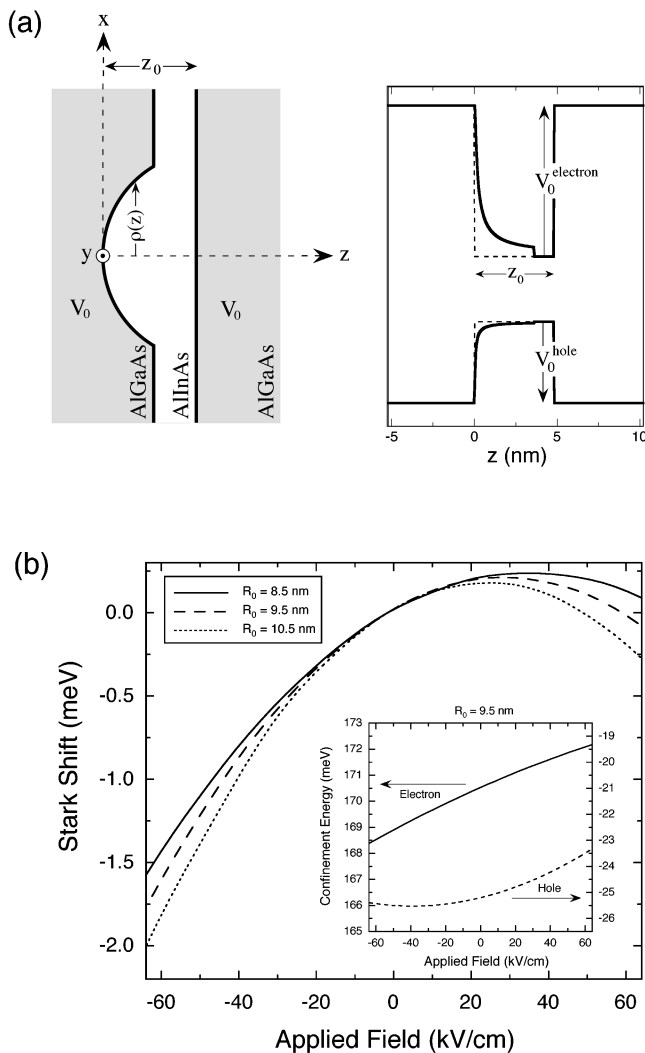 (a)
x
z0
ρ(z)
y
z
V0
V0
AlGaAs
AlInAs
AlGaAs
V0 electron
z0
V0 hole
-5 0 5 10
z (nm)
(b)
R0 = 8.5 nm
R0 = 9.5 nm
R0 = 10.5 nm
0.0
-0.5
-1.0
-1.5
-2.0
Stark Shift (meV)
-60 -40 -20 0 20 40 60
Applied Field (kV/cm)
R0 = 9.5 nm
173
172
171
170
169
168
167
166
165
Confinement Energy (meV)
-19
-20
-21
-22
-23
-24
-25
-26
Electron
Hole
-60 -40 -20 0 20 40 60
Applied Field (kV/cm)